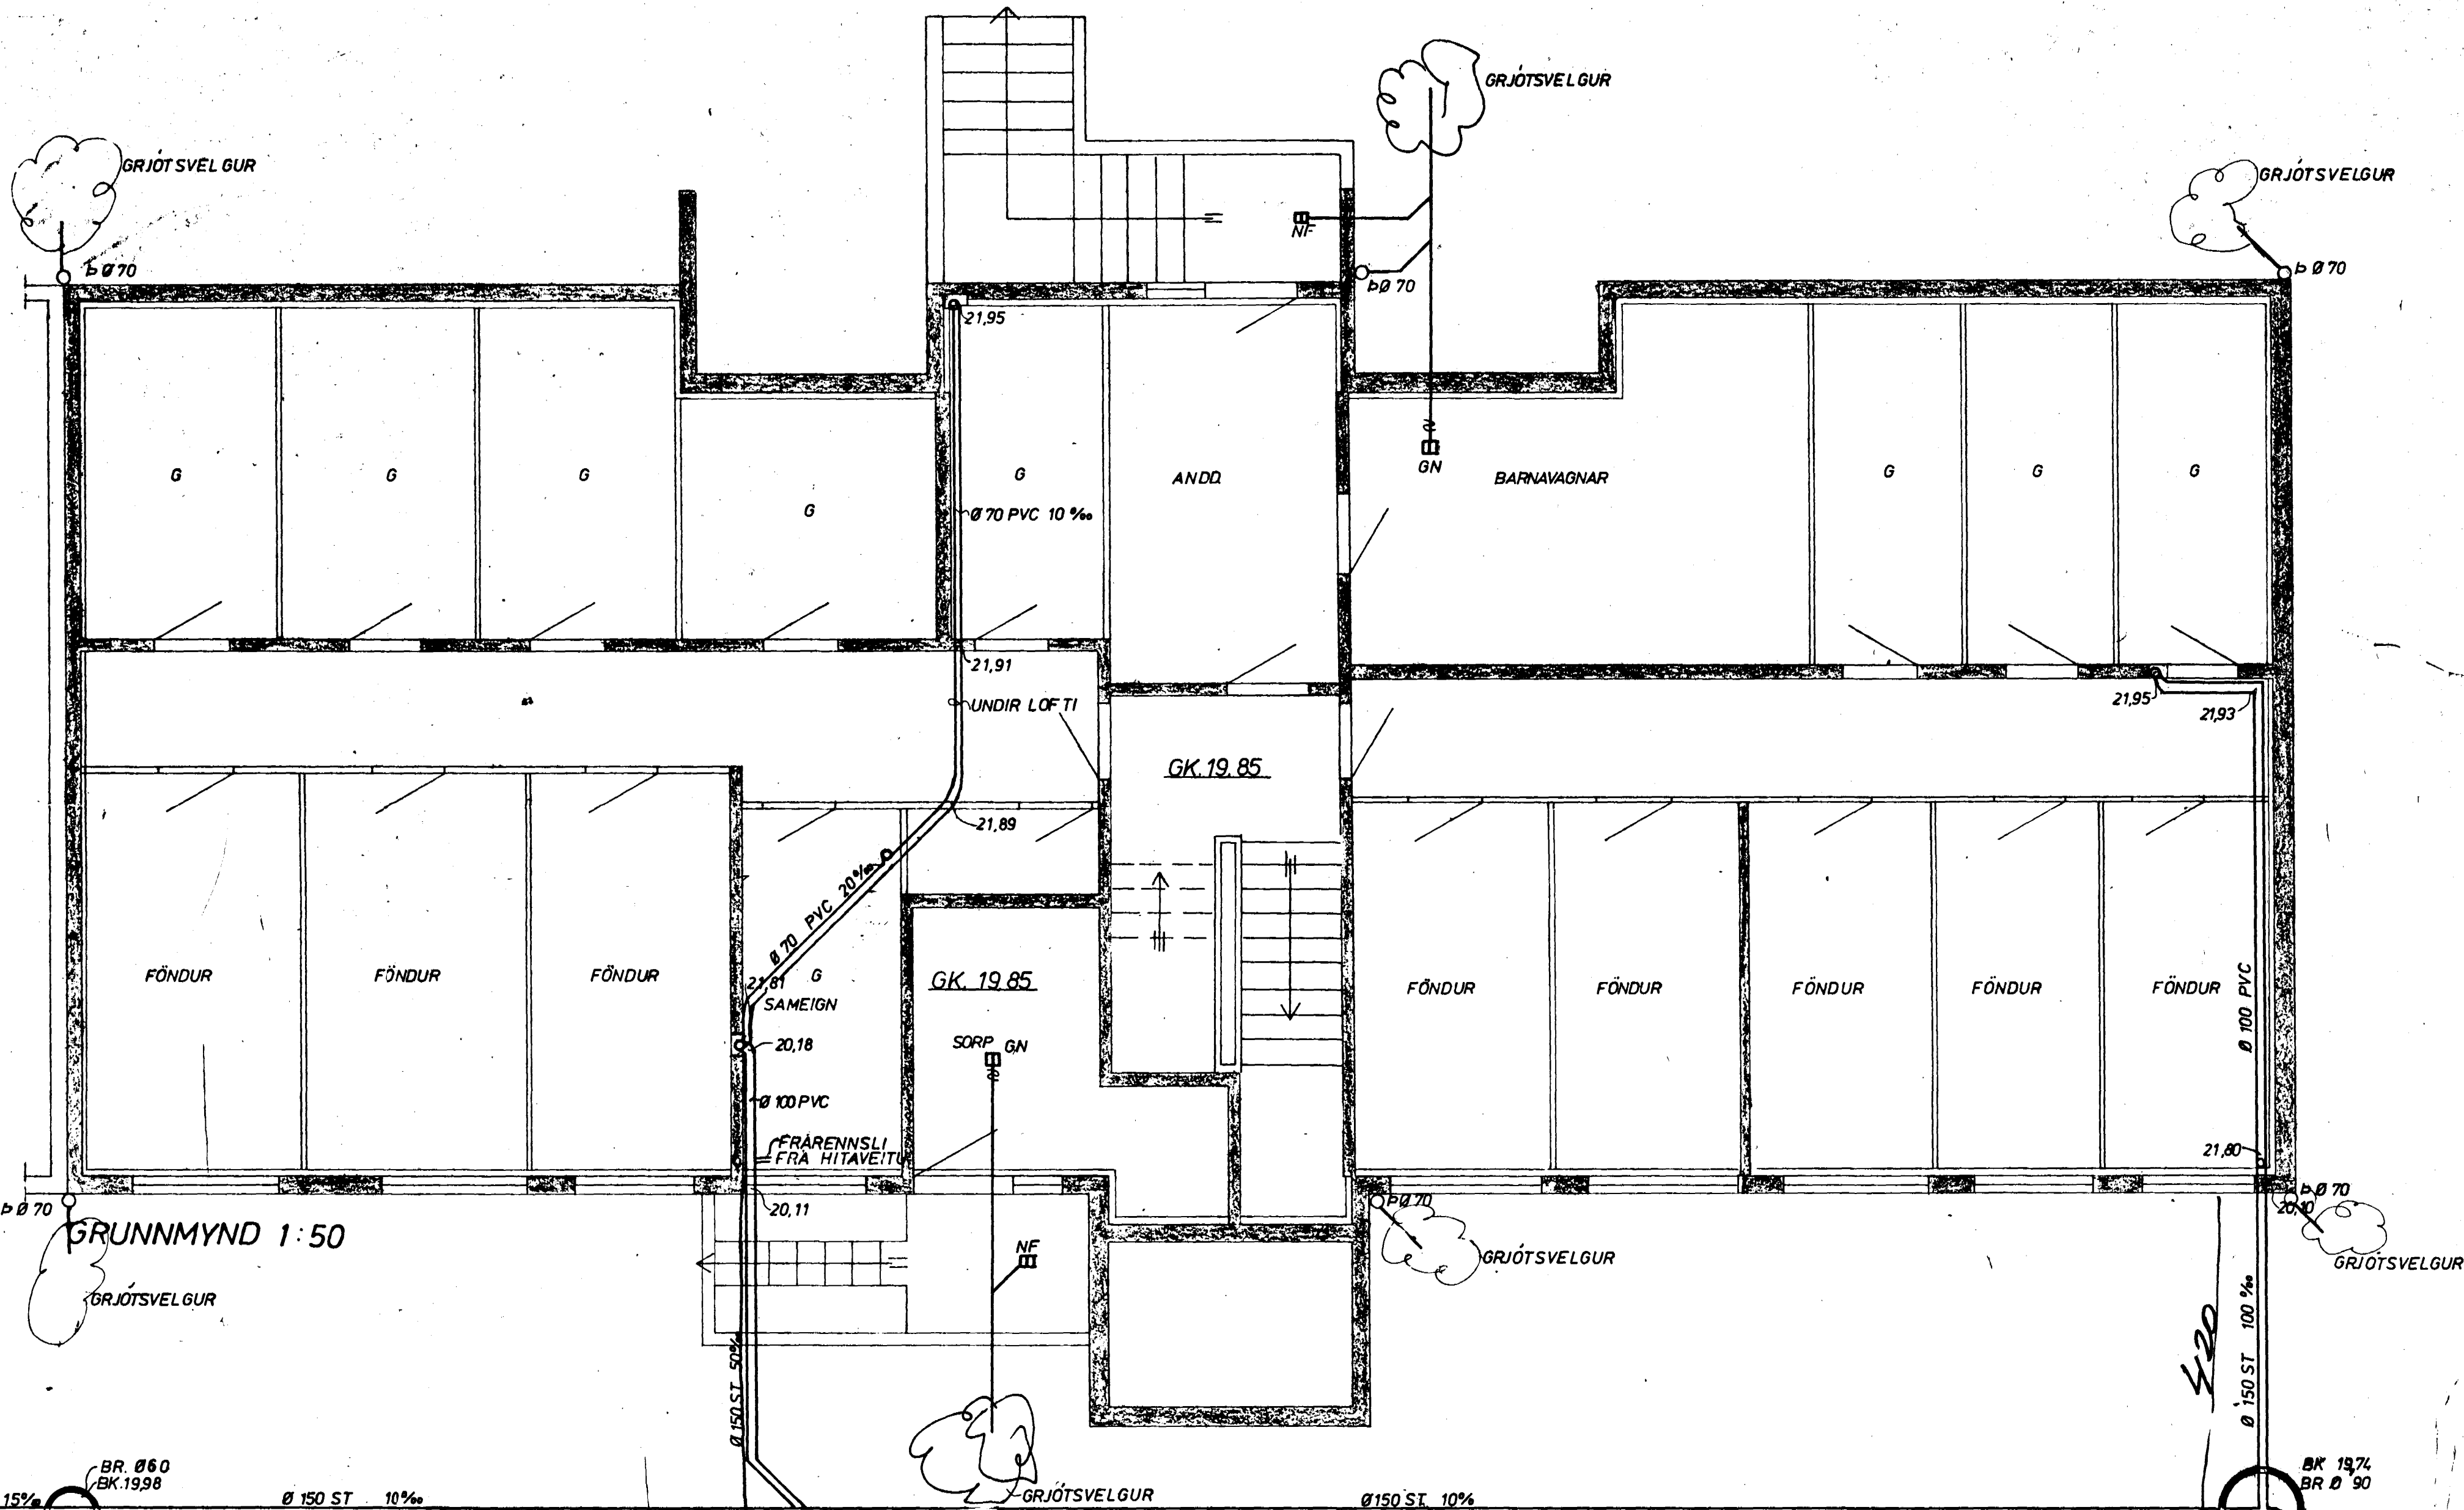 GRJÓTSVELGUR
GRJÓTSVELGUR
GRJÓTSVELGUR
NF
Þ Ø 70
ÞØ 70
Þ Ø 70
21,95
GN
G
G
G
G
G
ANDD.
BARNAVAGNAR
G
G
G
Ø 70 PVC 10 ‰
21,91
UNDIR LOFTI
21,95
21,93
GK. 19,85
21,89
Ø 70 PVC 20‰
FÖNDUR
FÖNDUR
FÖNDUR
21,81
G
SAMEIGN
GK. 19,85
FÖNDUR
FÖNDUR
FÖNDUR
FÖNDUR
FÖNDUR
Ø 100 PVC
20,18
SORP GN
Ø 100 PVC
FRÁRENNSLI
FRÁ HITAVEITU
21,80
Þ Ø 70
20,11
ÞØ 70
Þ Ø 70
20,10
GRUNNMYND 1:50
NF
GRJÓTSVELGUR
GRJÓTSVELGUR
GRJÓTSVELGUR
Ø 150 ST 50‰
420
Ø 150 ST 100 ‰
BR. Ø60
BK.19,98
BK 19,74
BR Ø 90
15‰
Ø 150 ST 10‰
GRJÓTSVELGUR
Ø150 ST. 10‰